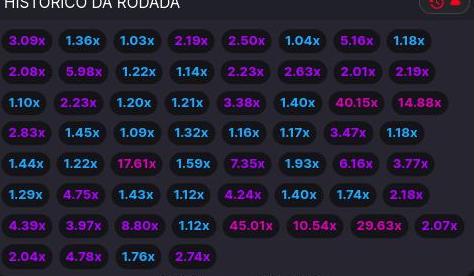 HISTÓRICO DA RODADA
3.09x 1.36x 1.03x 2.19x 2.50x 1.04x 5.16x 1.18x
2.08x 5.98x 1.22x 1.14x 2.23x 2.63x 2.01x 2.19x
1.10x 2.23x 1.20x 1.21x 3.38x 1.40x 40.15x 14.88x
2.83x 1.45x 1.09x 1.32x 1.16x 1.17x 3.47x 1.18x
1.44x 1.22x 17.61x 1.59x 7.35x 1.93x 6.16x 3.77x
1.29x 4.75x 1.43x 1.12x 4.24x 1.40x 1.74x 2.18x
4.39x 3.97x 8.80x 1.12x 45.01x 10.54x 29.63x 2.07x
2.04x 4.78x 1.76x 2.74x